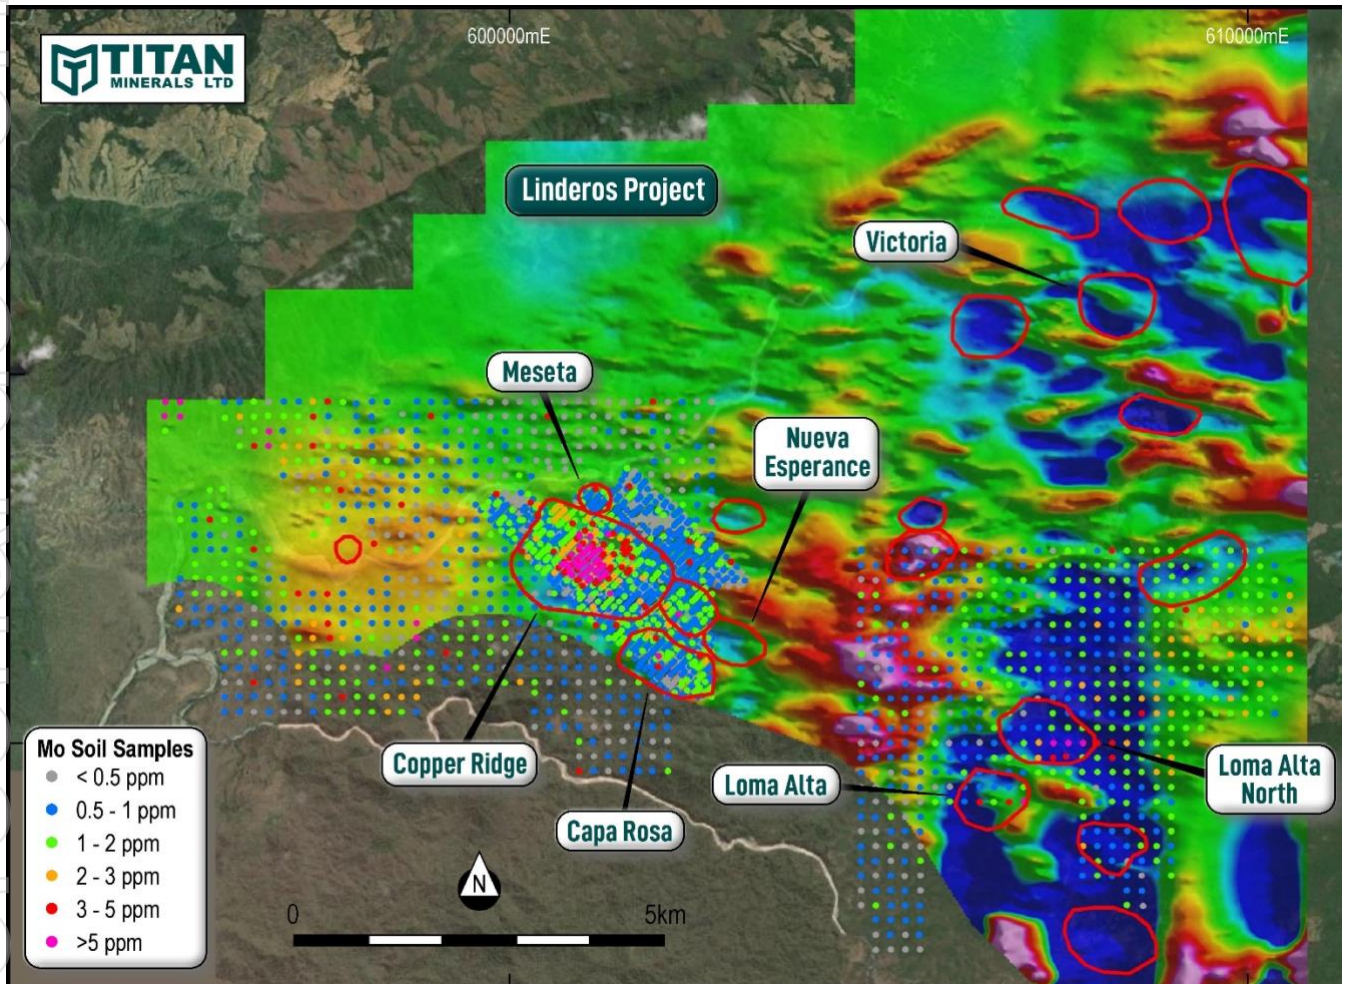 600000mE
610000mE
TITAN
MINERALS LTD
Linderos Project
Victoria
Meseta
Nueva
Esperance
Copper Ridge
Capa Rosa
Loma Alta
Loma Alta
North
Mo Soil Samples
< 0.5 ppm
0.5 - 1 ppm
1 - 2 ppm
2 - 3 ppm
3 - 5 ppm
>5 ppm
N
0
5km